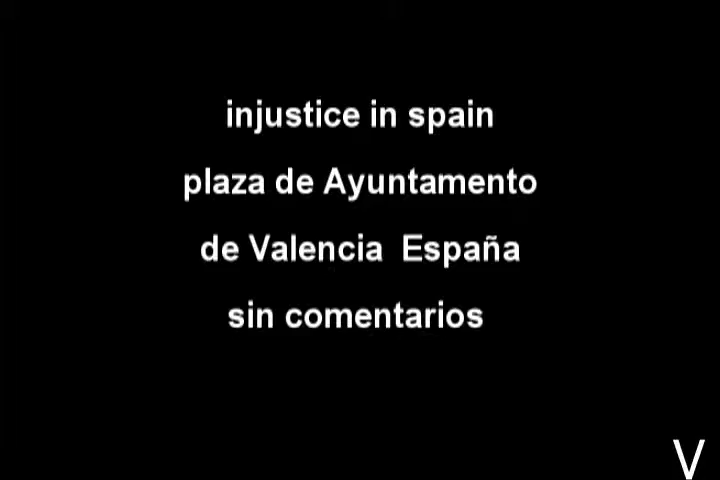 injustice in spain
plaza de Ayuntamento
de Valencia España
sin comentarios
V